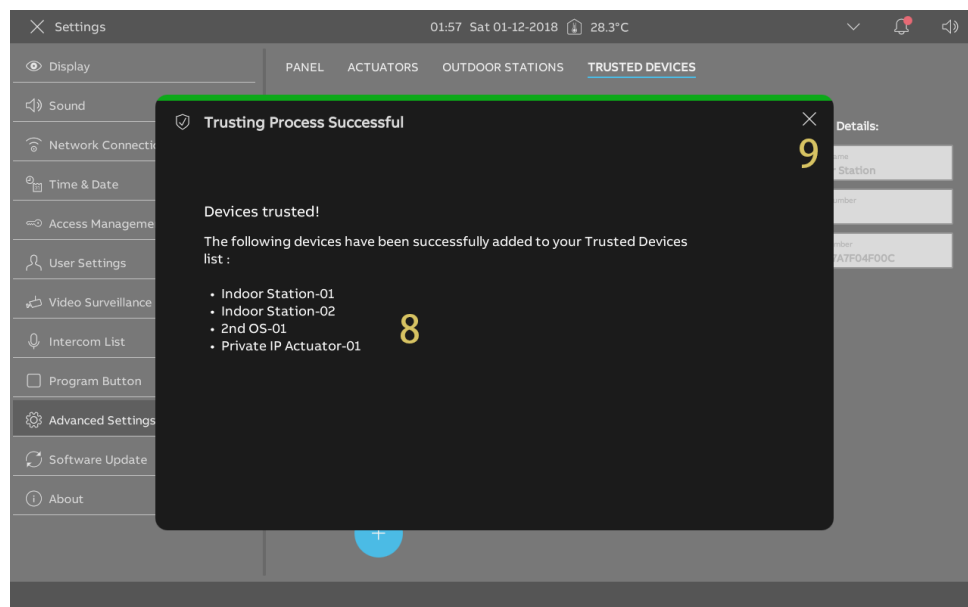 Settings
01:57 Sat 01-12-2018 28.3°C
Display
PANEL ACTUATORS OUTDOOR STATIONS TRUSTED DEVICES
Sound
Trusting Process Successful
Details:
Network Connecti
9
Station
Time & Date
Devices trusted!
Access Manageme
The following devices have been successfully added to your Trusted Devices
list :
User Settings
A7F04F00C
• Indoor Station-01
Video Surveillance
• Indoor Station-02
• 2nd OS-01
8
Intercom List
• Private IP Actuator-01
Program Button
Advanced Settings
Software Update
About
+